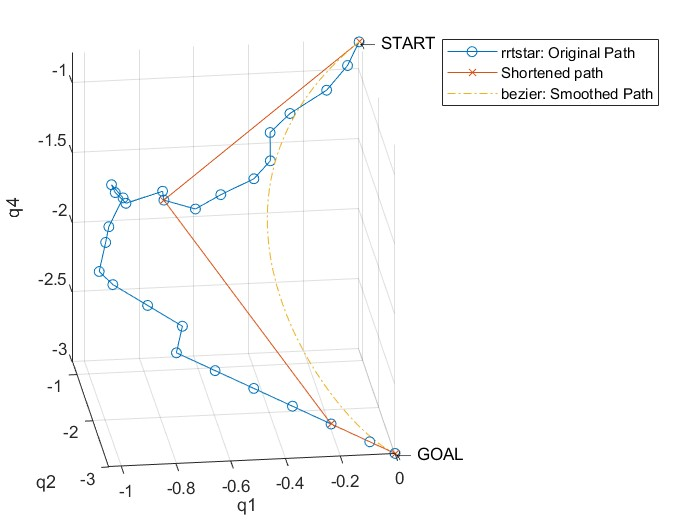 START
rrtstar: Original Path
Shortened path
bezier: Smoothed Path
-1
-1.5
q4
-2
-2.5
-3
-1
-2
GOAL
q2
-3
-1
-0.8
-0.6
-0.4
-0.2
0
q1